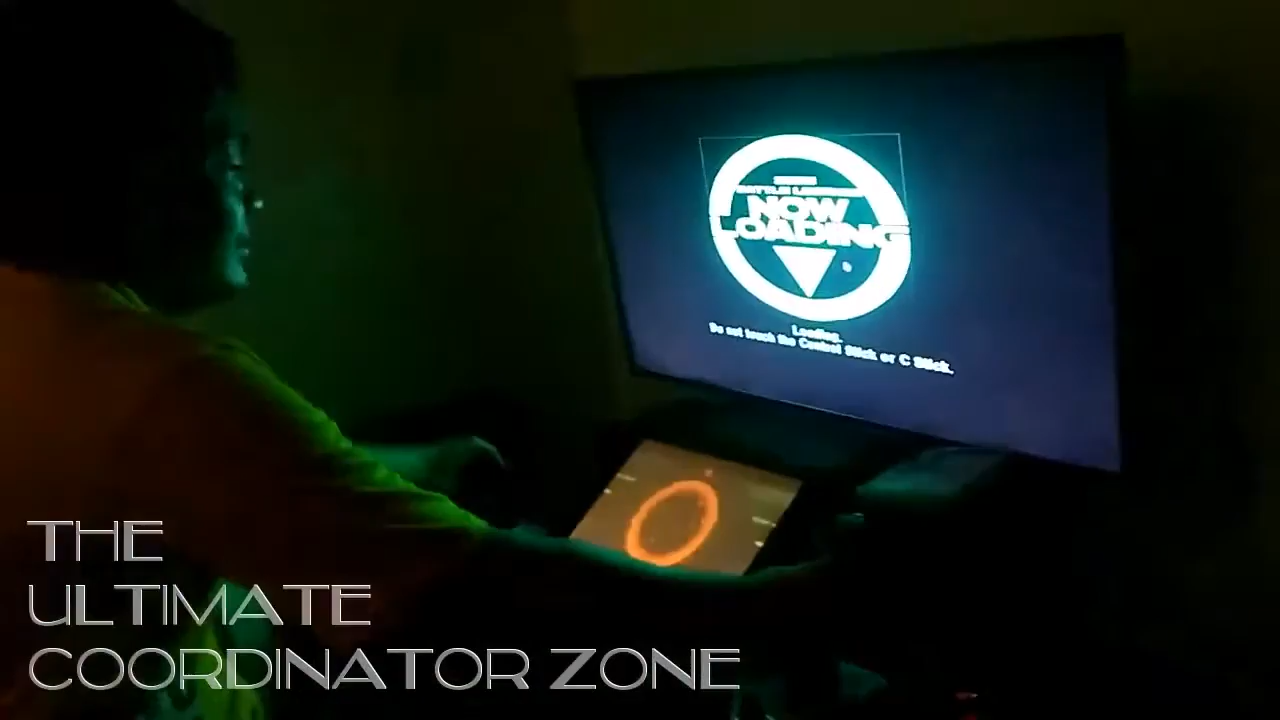 NOW
LOADING
Loading.
Do not touch the Control Stick or C Stick.
THE
ULTIMATE
COORDINATOR ZONE